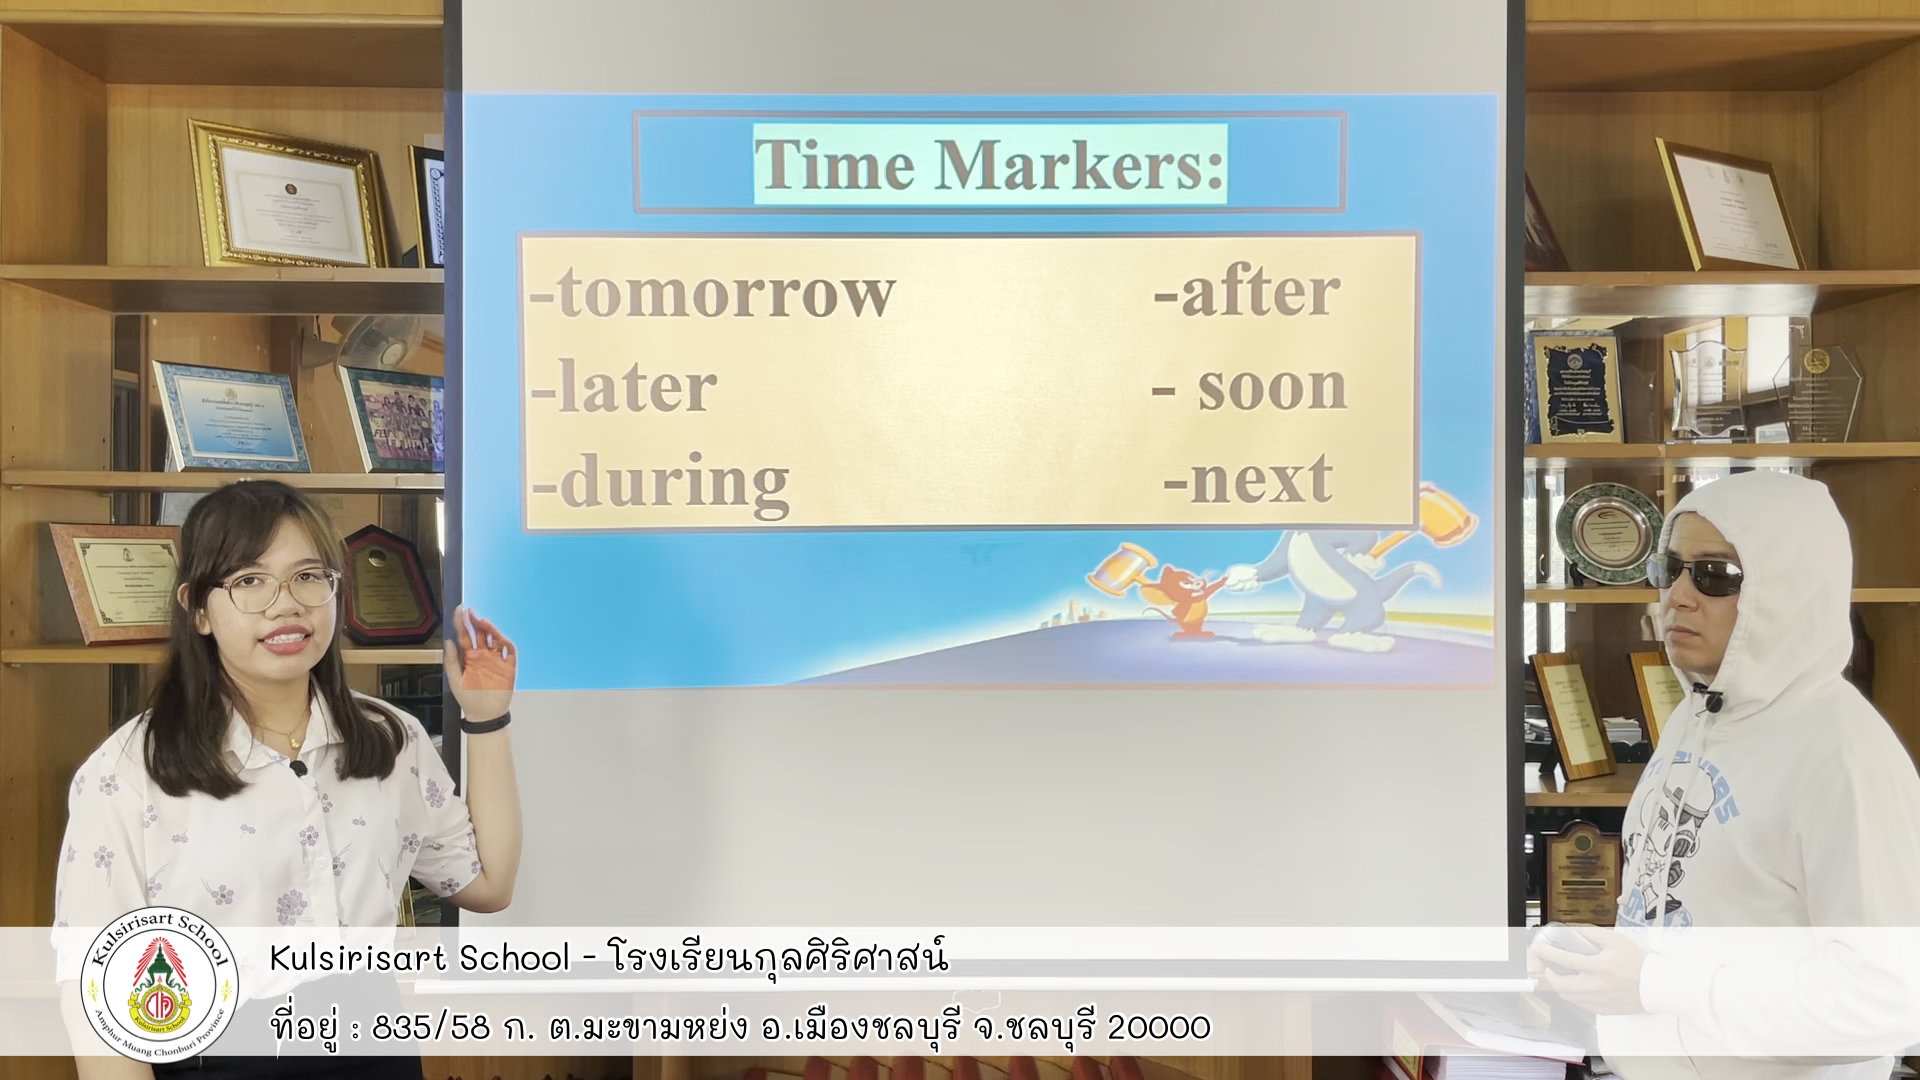 Time Markers:
-tomorrow -after
-later - soon
-during -next
Kulsirisart School
Amphur Muang Chonburi Province
Kulsirisart School - โรงเรียนกุลศิริศาสน์
ที่อยู่ : 835/58 ก. ต.มะขามหย่ง อ.เมืองชลบุรี จ.ชลบุรี 20000